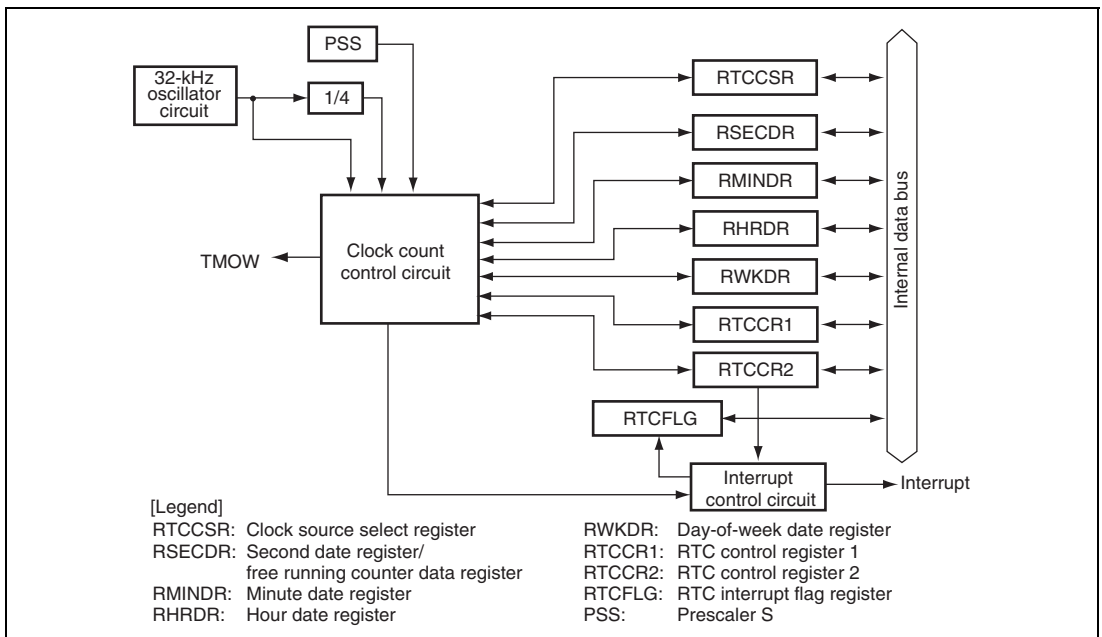 PSS
32-kHz
oscillator
circuit
1/4
RTCCSR
RSECDR
RMINDR
RHRDR
RWKDR
RTCCR1
RTCCR2
RTCFLG
Clock count
control circuit
TMOW
Internal data bus
Interrupt
control circuit
Interrupt
[Legend]
RTCCSR: Clock source select register
RSECDR: Second date register/
free running counter data register
RMINDR: Minute date register
RHRDR: Hour date register
RWKDR: Day-of-week date register
RTCCR1: RTC control register 1
RTCCR2: RTC control register 2
RTCFLG: RTC interrupt flag register
PSS: Prescaler S